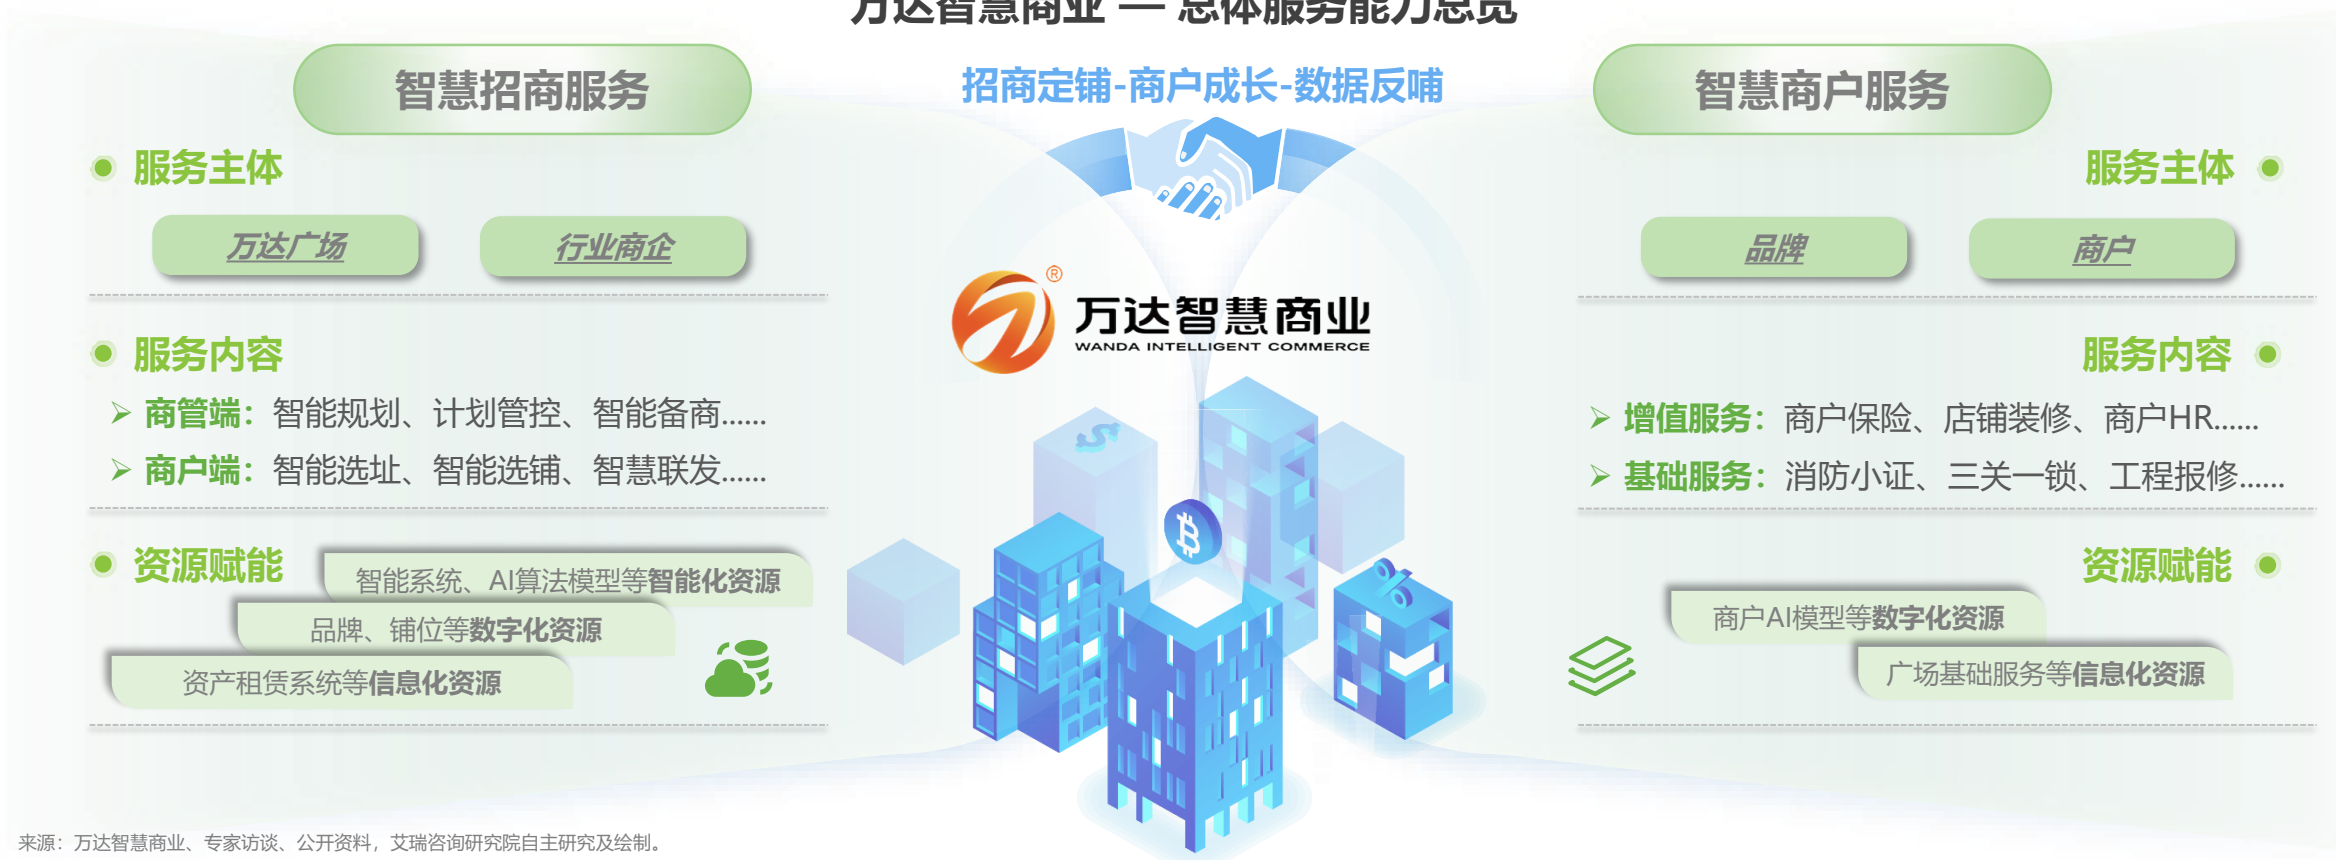 万达智慧商业 — 总体服务能力总览
智慧招商服务
服务主体
万达广场
行业商企
服务内容
商管端：智能规划、计划管控、智能备商......
商户端：智能选址、智能选铺、智慧联发......
资源赋能
智能系统、AI算法模型等智能化资源
品牌、铺位等数字化资源
资产租赁系统等信息化资源
招商定铺-商户成长-数据反哺
®
万达智慧商业
WANDA INTELLIGENT COMMERCE
智慧商户服务
服务主体
品牌
商户
服务内容
增值服务：商户保险、店铺装修、商户HR......
基础服务：消防小证、三关一锁、工程报修......
资源赋能
商户AI模型等数字化资源
广场基础服务等信息化资源
来源：万达智慧商业、专家访谈、公开资料，艾瑞咨询研究院自主研究及绘制。